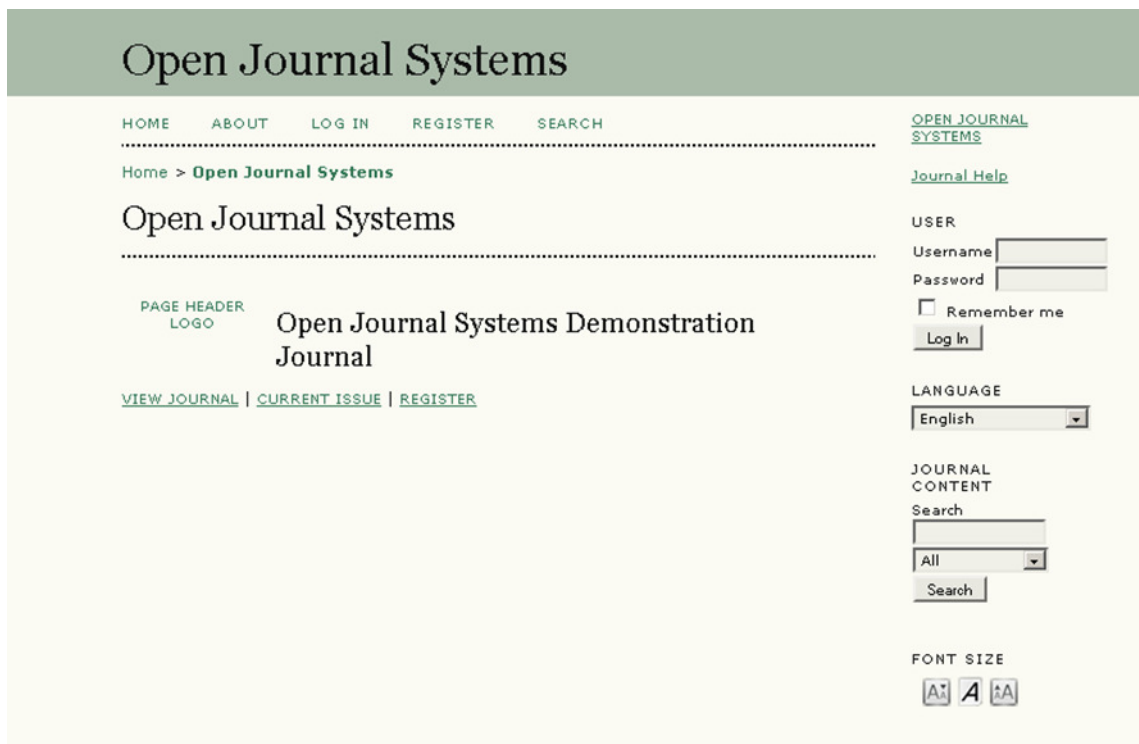 Open Journal Systems
HOME ABOUT LOG IN REGISTER SEARCH
Home > Open Journal Systems
Open Journal Systems
PAGE HEADER
LOGO
Open Journal Systems Demonstration
Journal
VIEW JOURNAL | CURRENT ISSUE | REGISTER
OPEN JOURNAL
SYSTEMS
Journal Help
USER
Username
Password
Remember me
Log In
LANGUAGE
English
JOURNAL
CONTENT
Search
All
Search
FONT SIZE
A A A A A